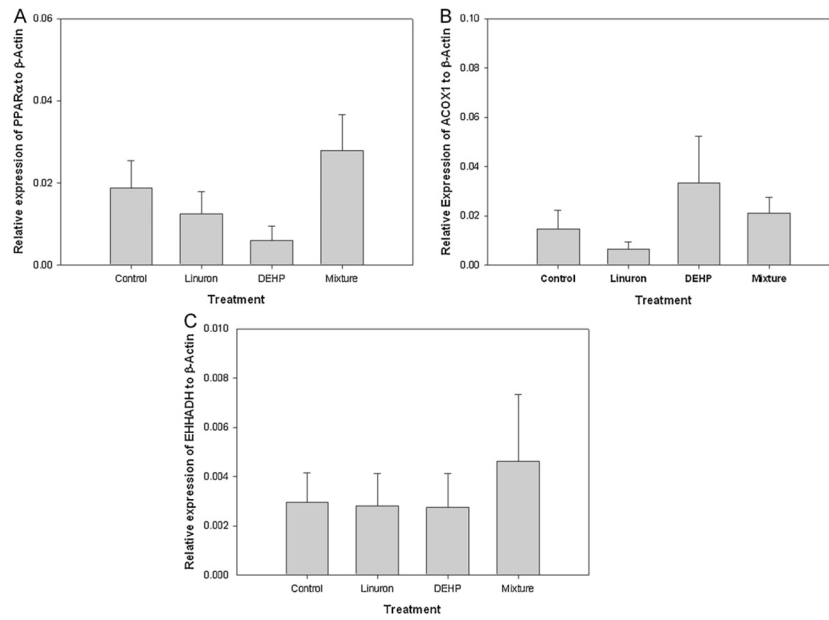 A
Relative expression of PPARα to β-Actin
0.06
0.04
0.02
0.00
Control Linuron DEHP Mixture
Treatment
B
Relative Expression of ACOX1 to β-Actin
0.10
0.08
0.06
0.04
0.02
0.00
Control Linuron DEHP Mixture
Treatment
C
Relative expression of EHHADH to β-Actin
0.010
0.008
0.006
0.004
0.002
0.000
Control Linuron DEHP Mixture
Treatment